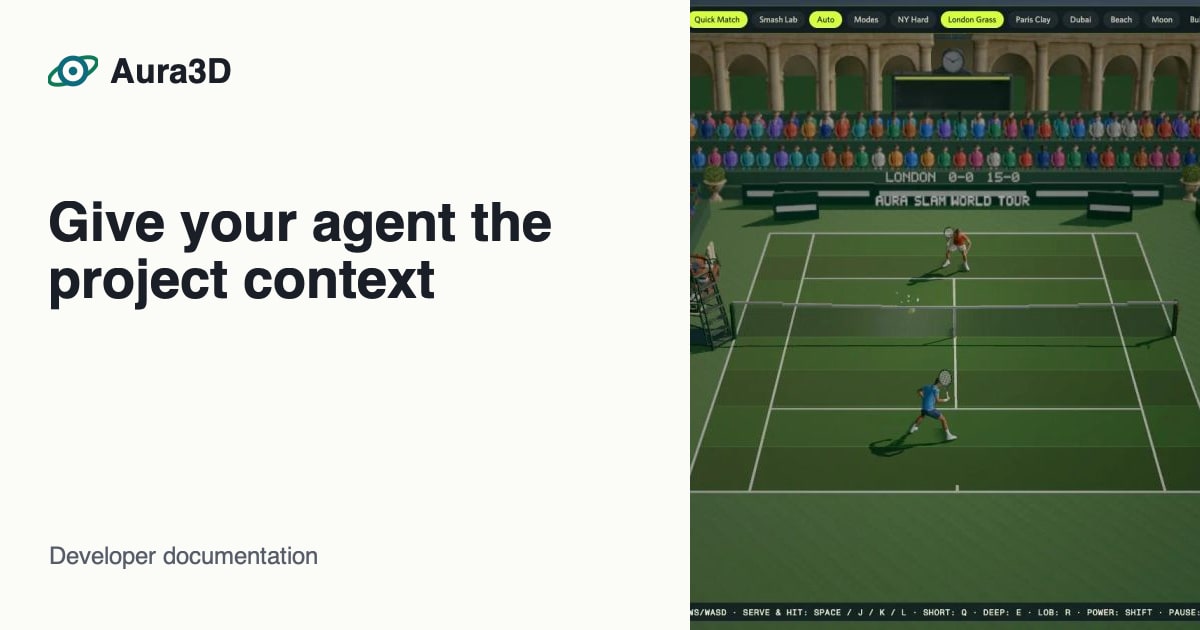 Aura3D
Give your agent the
project context
Developer documentation
Quick Match Smash Lab Auto Modes NY Hard London Grass Paris Clay Dubai Beach Moon
LONDON 0-0 15-0
AURA SLAM WORLD TOUR
WS/WASD · SERVE & HIT: SPACE / J / K / L · SHORT: Q · DEEP: E · LOB: R · POWER: SHIFT · PAUSE: